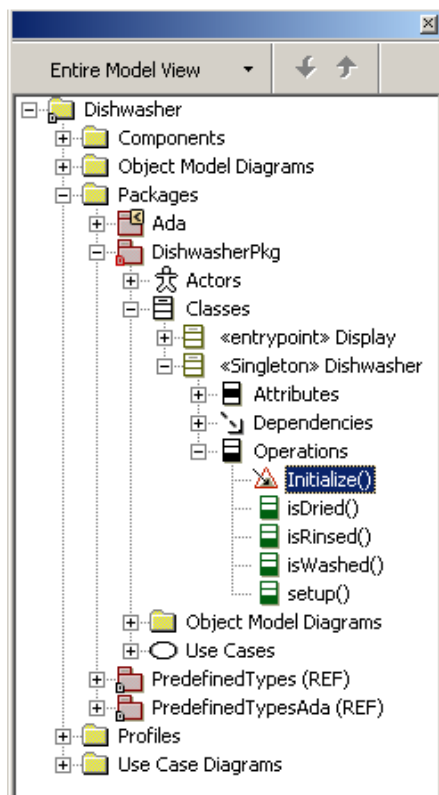 Entire Model View
Dishwasher
Components
Object Model Diagrams
Packages
Ada
DishwasherPkg
Actors
Classes
«entrypoint» Display
«Singleton» Dishwasher
Attributes
Dependencies
Operations
Initialize()
isDried()
isRinsed()
isWashed()
setup()
Object Model Diagrams
Use Cases
PredefinedTypes (REF)
PredefinedTypesAda (REF)
Profiles
Use Case Diagrams